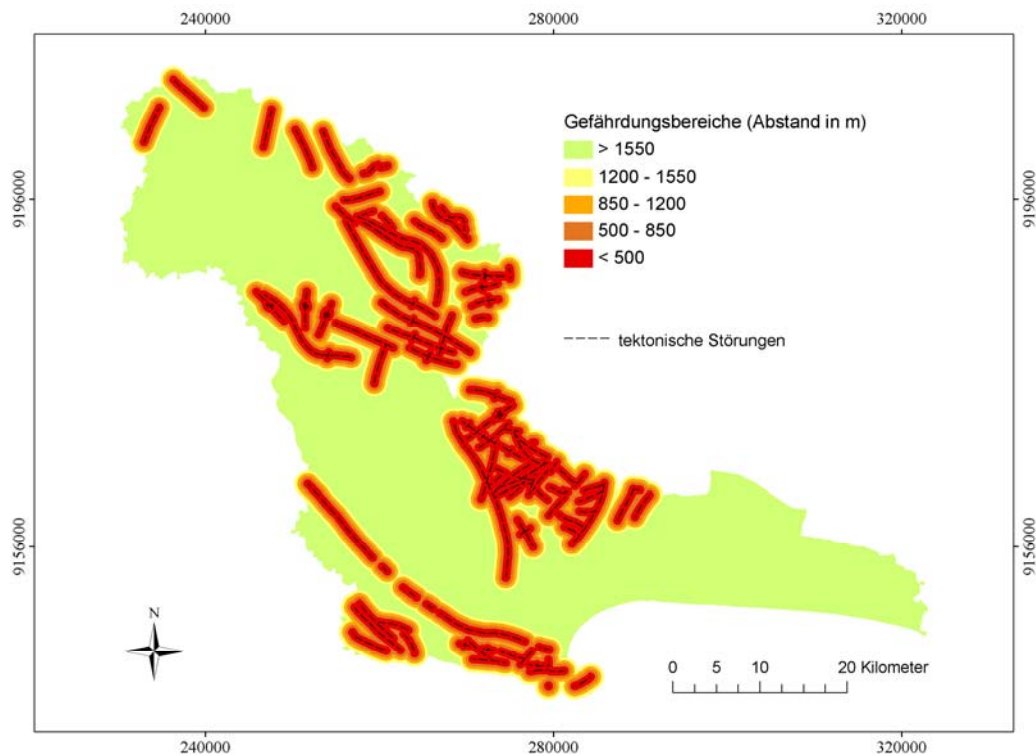 240000 280000 320000
Gefährdungsbereiche (Abstand in m)
> 1550
1200 - 1550
850 - 1200
500 - 850
< 500
tektonische Störungen
9196000 9196000
9156000 9156000
N
0 5 10 20 Kilometer
240000 280000 320000